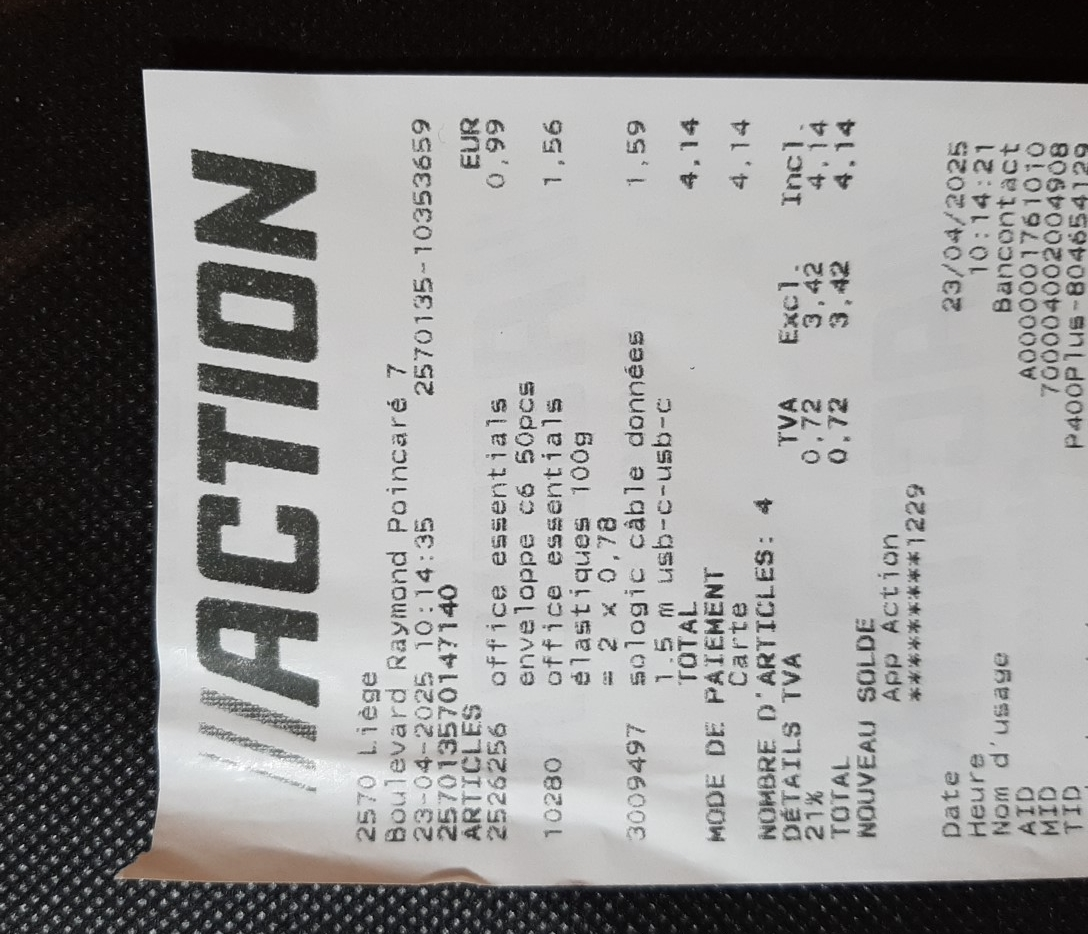 ///ACTION
2570 Liège
Boulevard Raymond Poincaré 7
23-04-2025 10:14:35 2570135-10353659
257013570147140
ARTICLES EUR
2526256 office essentials 0,99
enveloppe c6 50pcs
10280 office essentials 1,56
élastiques 100g
= 2 x 0,78
3009497 sologic câble données 1,59
1.5 m usb-c-usb-c
TOTAL 4,14
MODE DE PAIEMENT
Carte 4,14
NOMBRE D'ARTICLES: 4
DÉTAILS TVA TVA Excl. Incl.
21% 0,72 3,42 4,14
TOTAL 0,72 3,42 4,14
NOUVEAU SOLDE
App Action
*********1229
Date 23/04/2025
Heure 10:14:21
Nom d'usage Bancontact
AID A0000001761010
MID 700004002004908
TID P400Plus-804654129